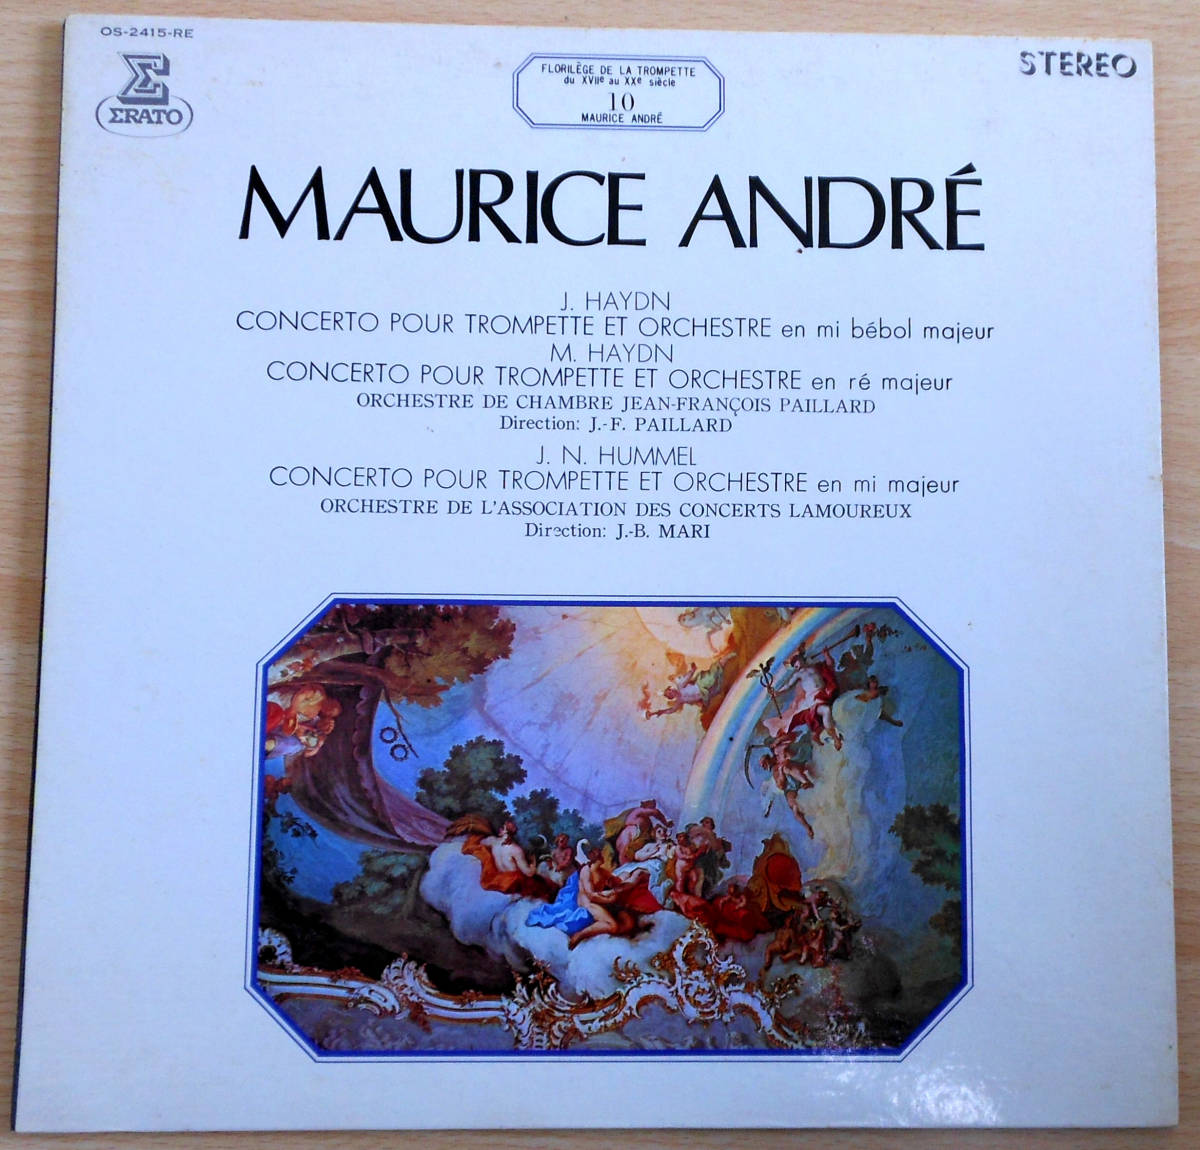 OS-2415-RE
ERATO
FLORILÈGE DE LA TROMPETTE
du XVIIe au XXe siècle
10
MAURICE ANDRÉ
STEREO
MAURICE ANDRÉ
J. HAYDN
CONCERTO POUR TROMPETTE ET ORCHESTRE en mi bébol majeur
M. HAYDN
CONCERTO POUR TROMPETTE ET ORCHESTRE en ré majeur
ORCHESTRE DE CHAMBRE JEAN-FRANÇOIS PAILLARD
Direction: J.-F. PAILLARD
J. N. HUMMEL
CONCERTO POUR TROMPETTE ET ORCHESTRE en mi majeur
ORCHESTRE DE L'ASSOCIATION DES CONCERTS LAMOUREUX
Direction: J.-B. MARI